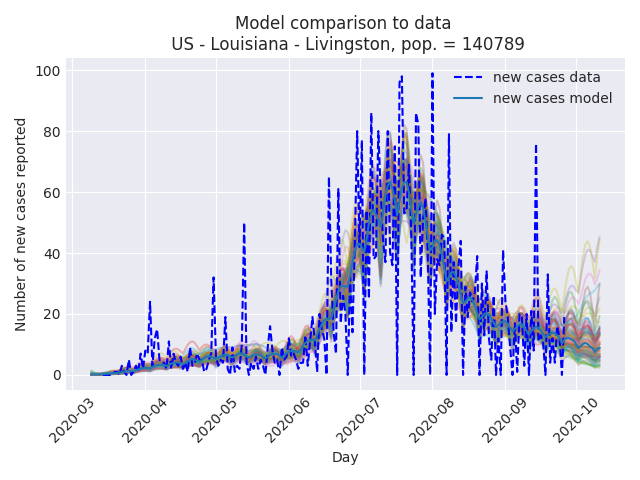 Model comparison to data
US - Louisiana - Livingston, pop. = 140789
new cases data
new cases model
Number of new cases reported
100
80
60
40
20
0
2020-03
2020-04
2020-05
2020-06
2020-07
2020-08
2020-09
2020-10
Day